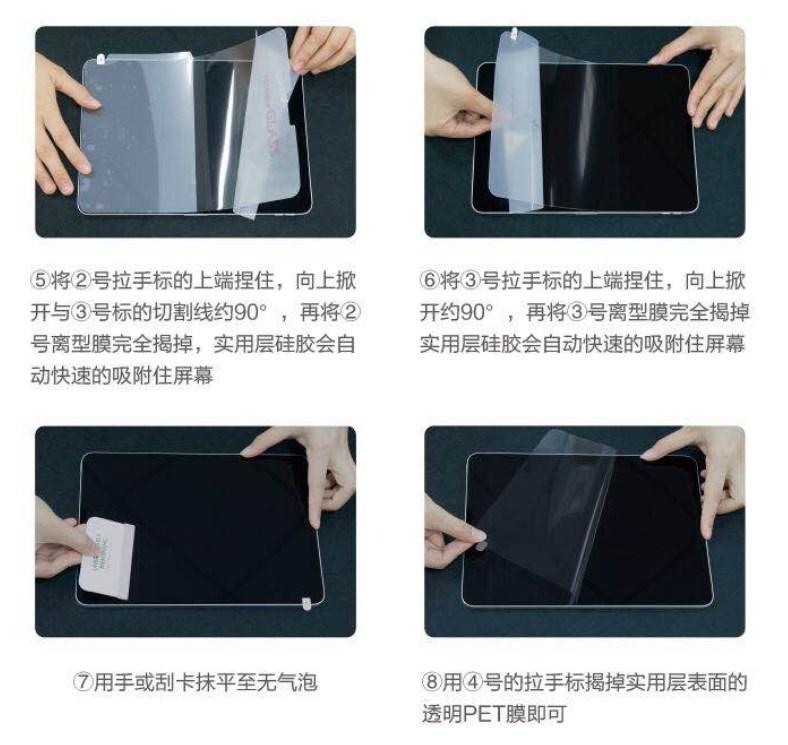 ⑤将②号拉手标的上端捏住，向上掀
开与③号标的切割线约90°，再将②
号离型膜完全揭掉，实用层硅胶会自
动快速的吸附住屏幕
⑥将③号拉手标的上端捏住，向上掀
开约90°，再将③号离型膜完全揭掉
实用层硅胶会自动快速的吸附住屏幕
⑦用手或刮卡抹平至无气泡
⑧用④号的拉手标揭掉实用层表面的
透明PET膜即可